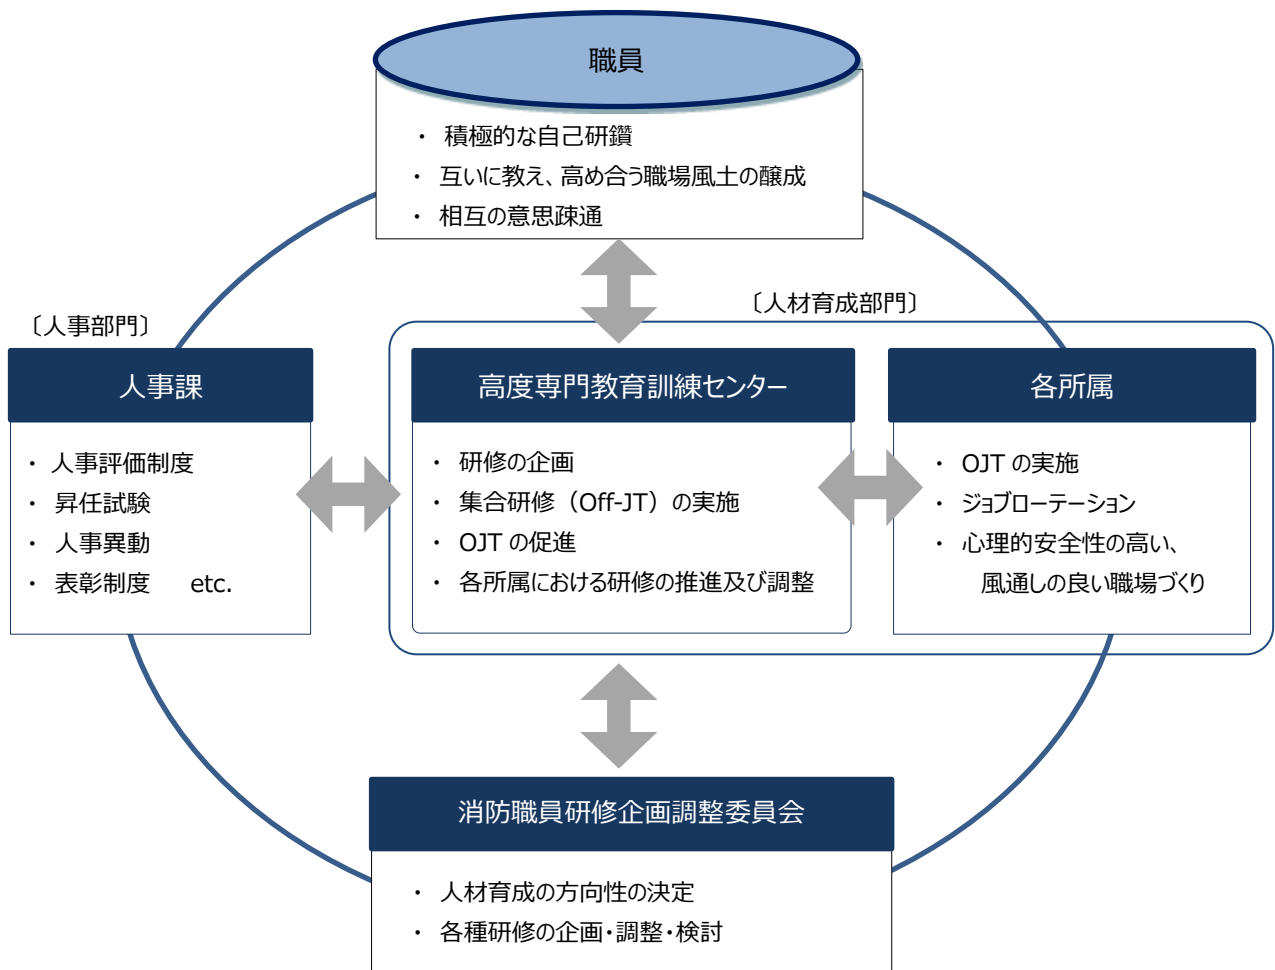 職員
・ 積極的な自己研鑽
・ 互いに教え、高め合う職場風土の醸成
・ 相互の意思疎通
〔人事部門〕
〔人材育成部門〕
人事課
・ 人事評価制度
・ 昇任試験
・ 人事異動
・ 表彰制度 etc.
高度専門教育訓練センター
・ 研修の企画
・ 集合研修（Off-JT）の実施
・ OJT の促進
・ 各所属における研修の推進及び調整
各所属
・ OJT の実施
・ ジョブローテーション
・ 心理的安全性の高い、
風通しの良い職場づくり
消防職員研修企画調整委員会
・ 人材育成の方向性の決定
・ 各種研修の企画・調整・検討